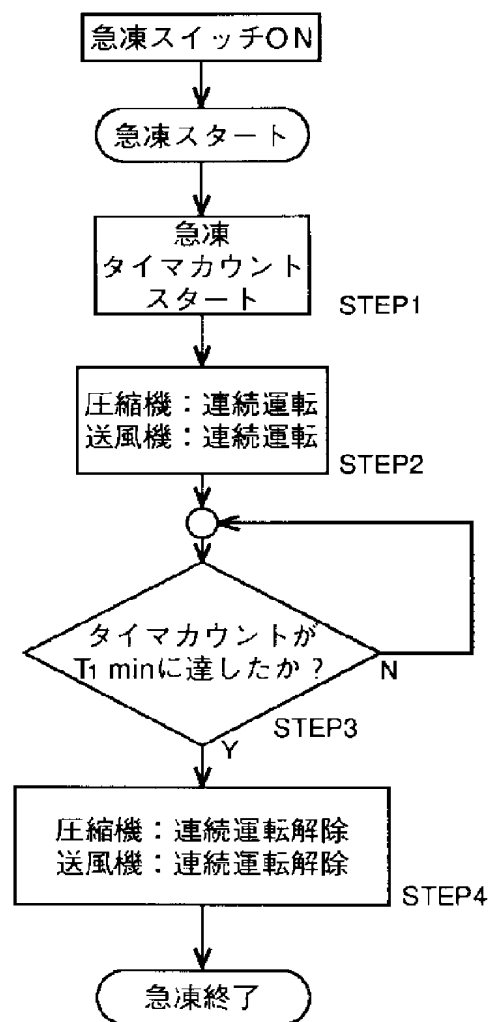 急凍スイッチON
急凍スタート
急凍
タイマカウント
スタート
STEP1
圧縮機：連続運転
送風機：連続運転
STEP2
タイマカウントが
T1 minに達したか？
N
STEP3
Y
圧縮機：連続運転解除
送風機：連続運転解除
STEP4
急凍終了